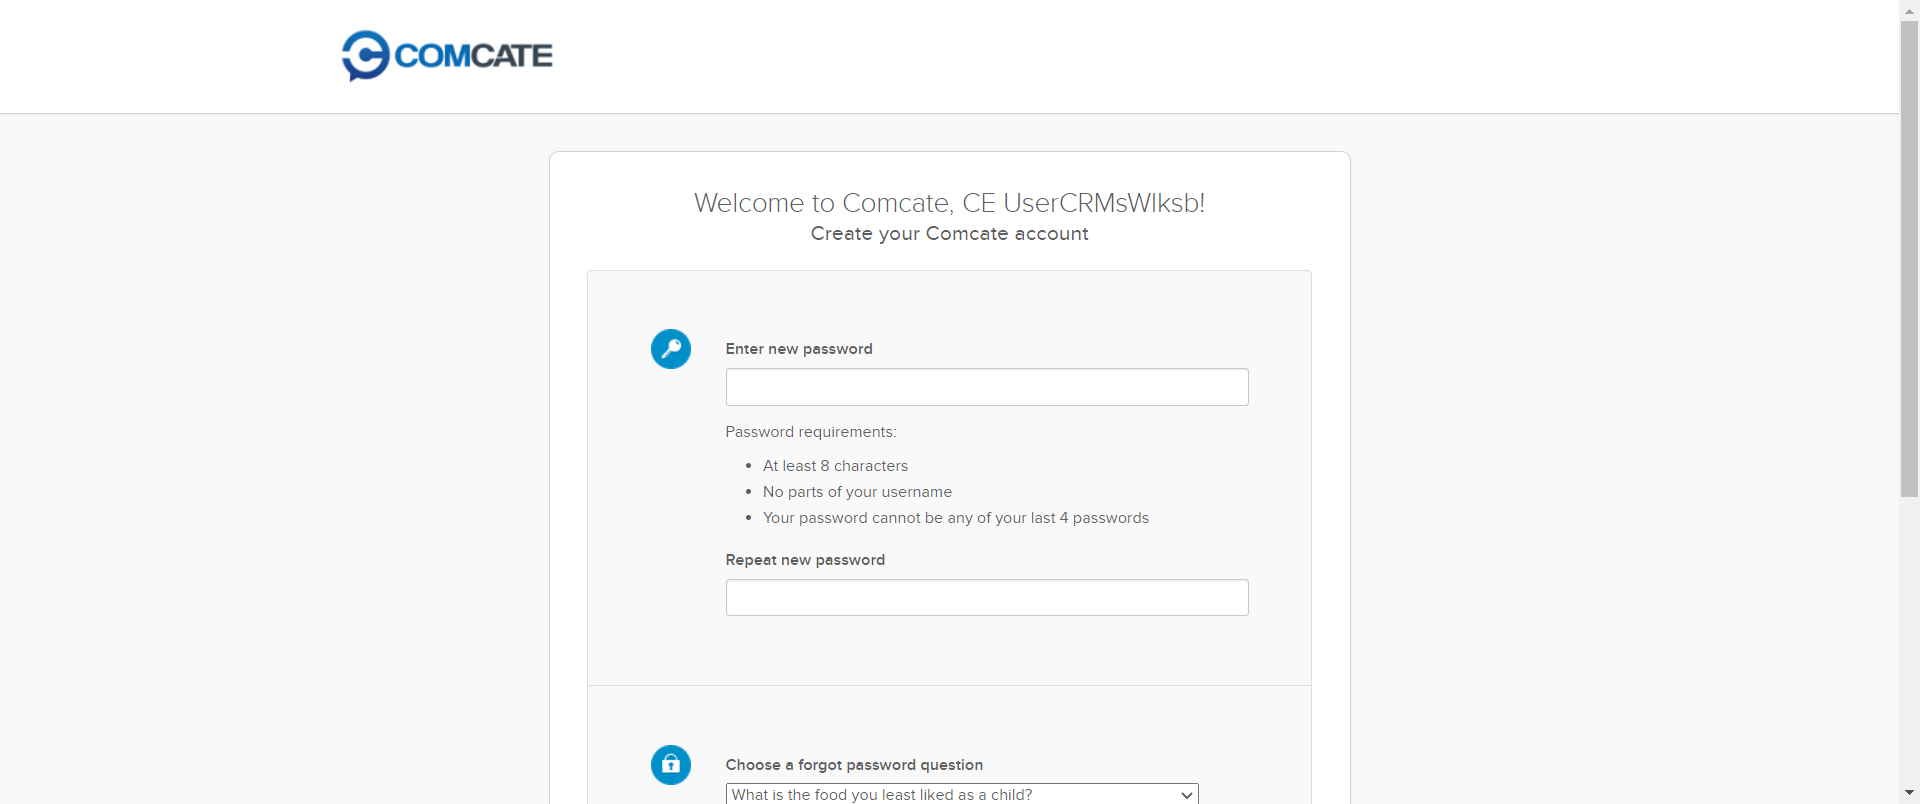 COMCATE
Welcome to Comcate, CE UserCRMsWlksb!
Create your Comcate account
Enter new password
Password requirements:
At least 8 characters
No parts of your username
Your password cannot be any of your last 4 passwords
Repeat new password
Choose a forgot password question
What is the food you least liked as a child?